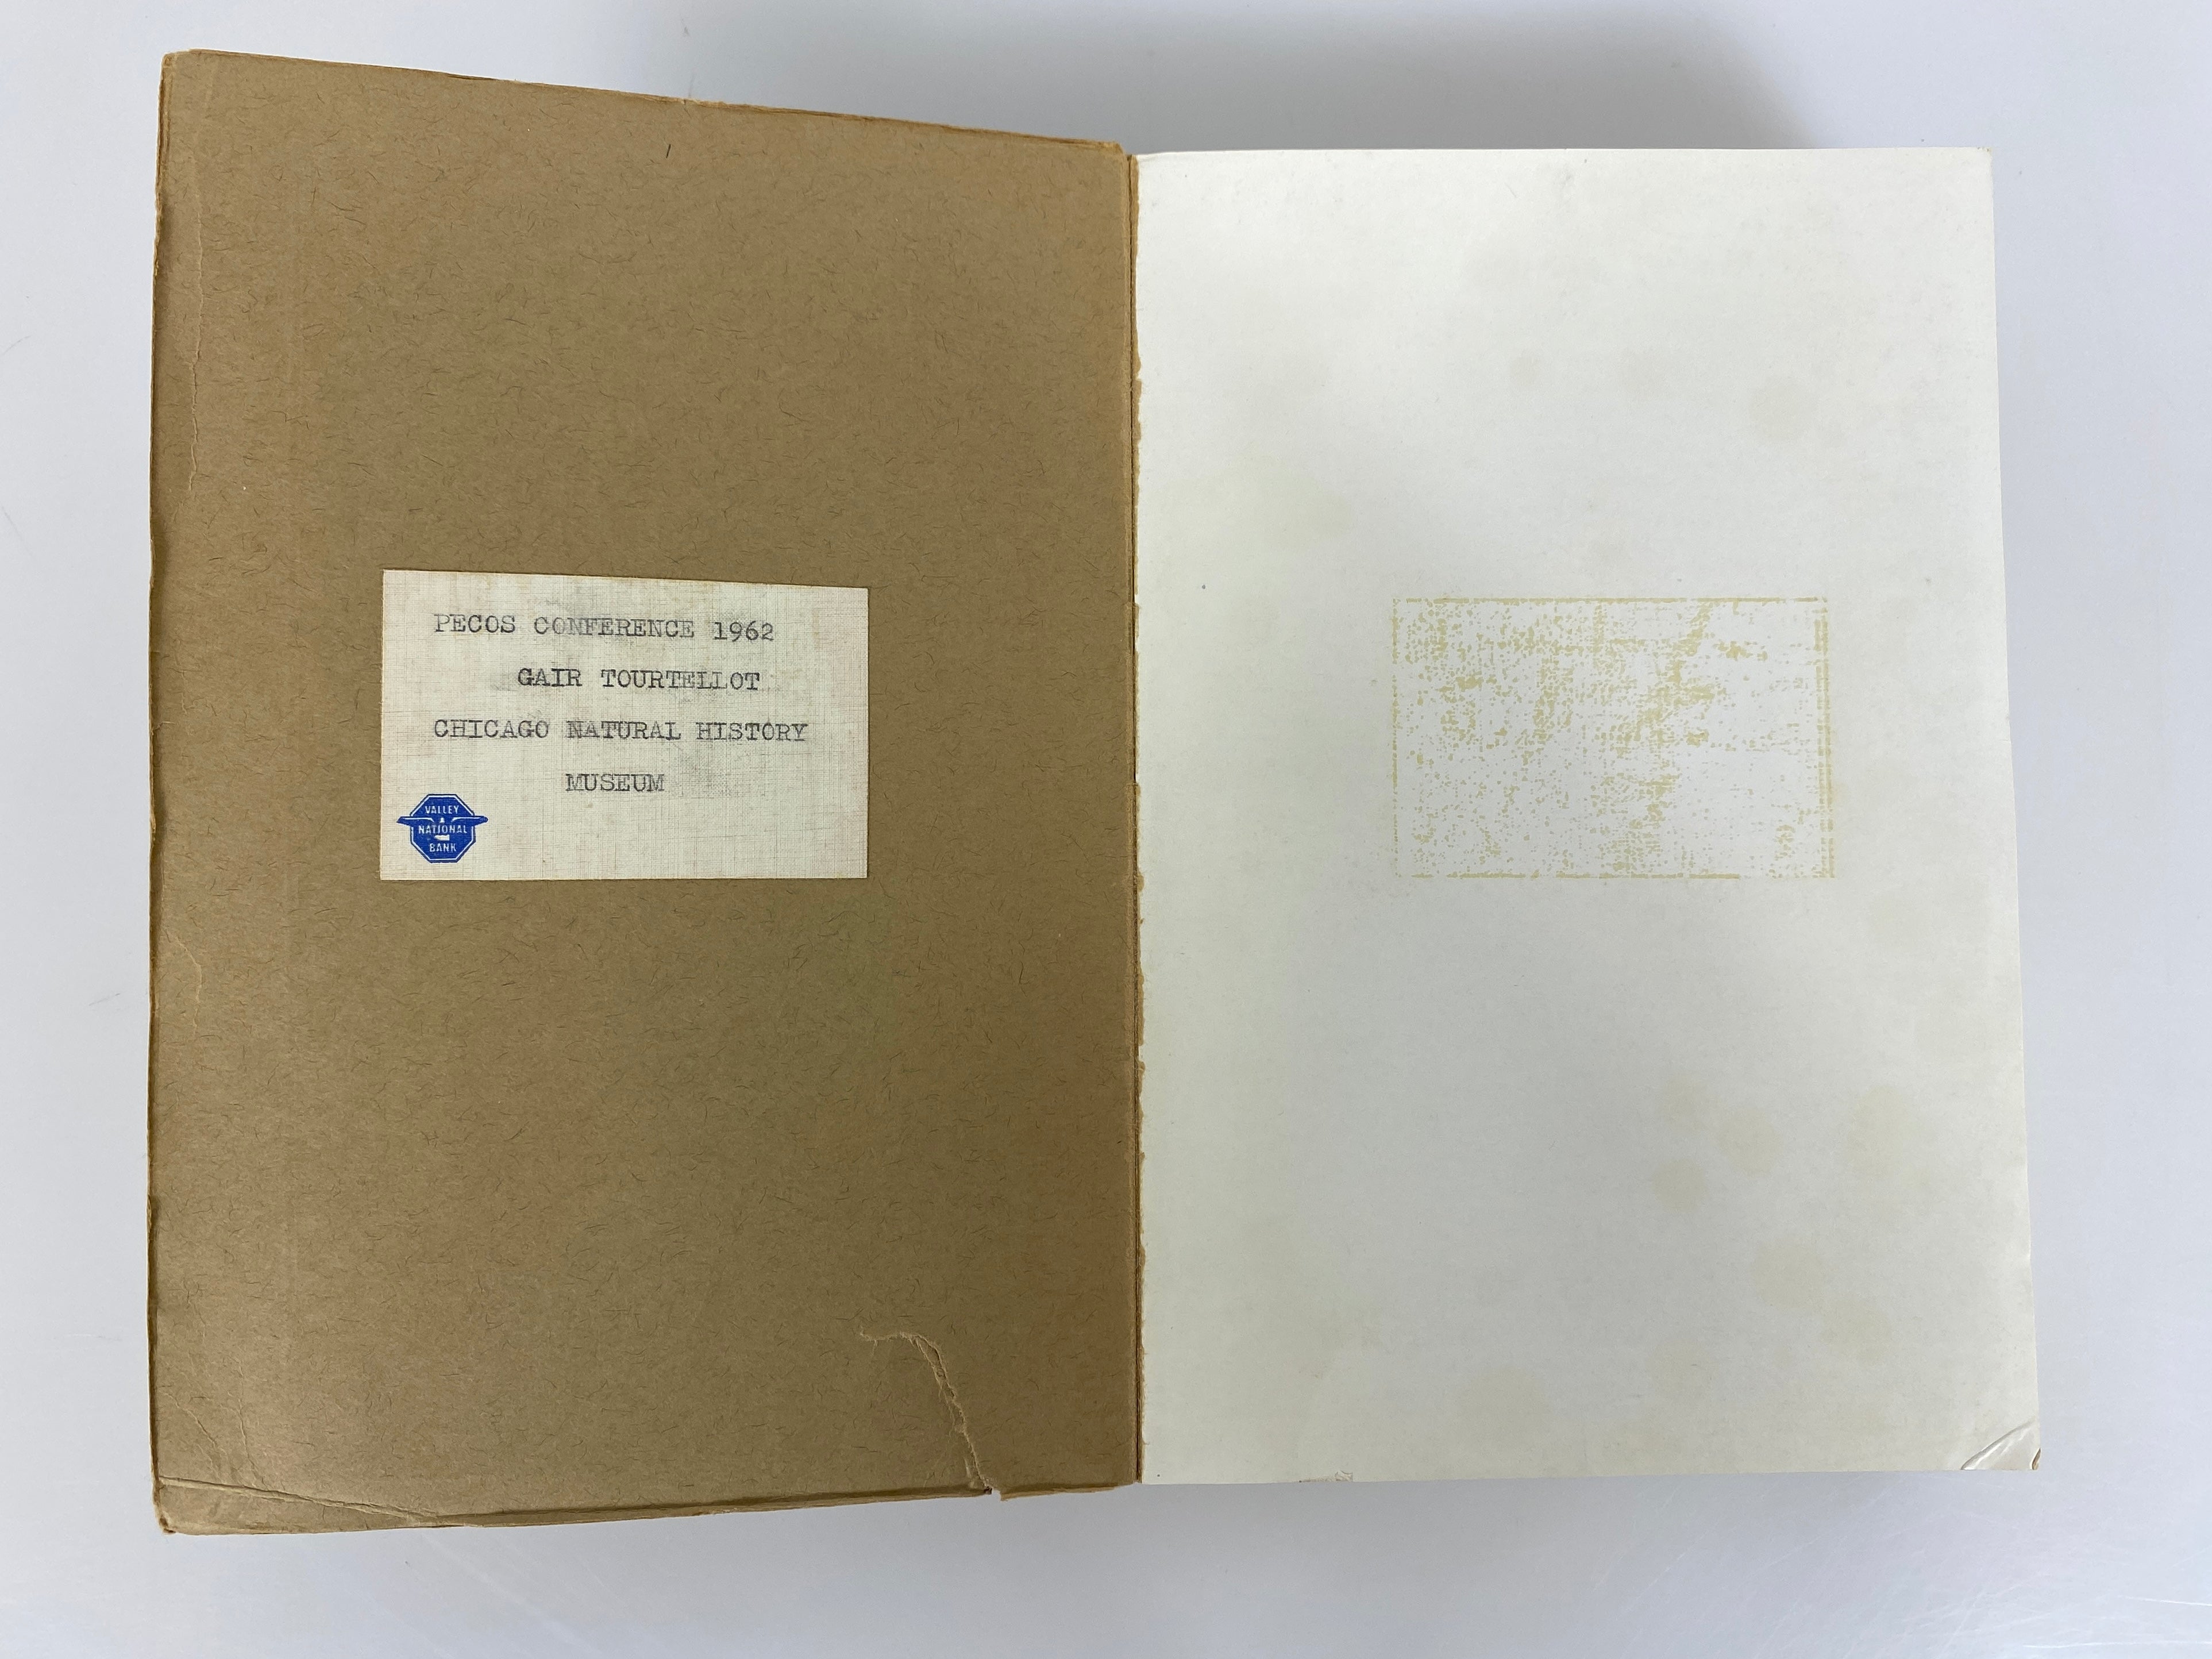 PECOS CONFERENCE 1962
GAIR TOURTELLOT
CHICAGO NATURAL HISTORY
MUSEUM
VALLEY
NATIONAL
BANK